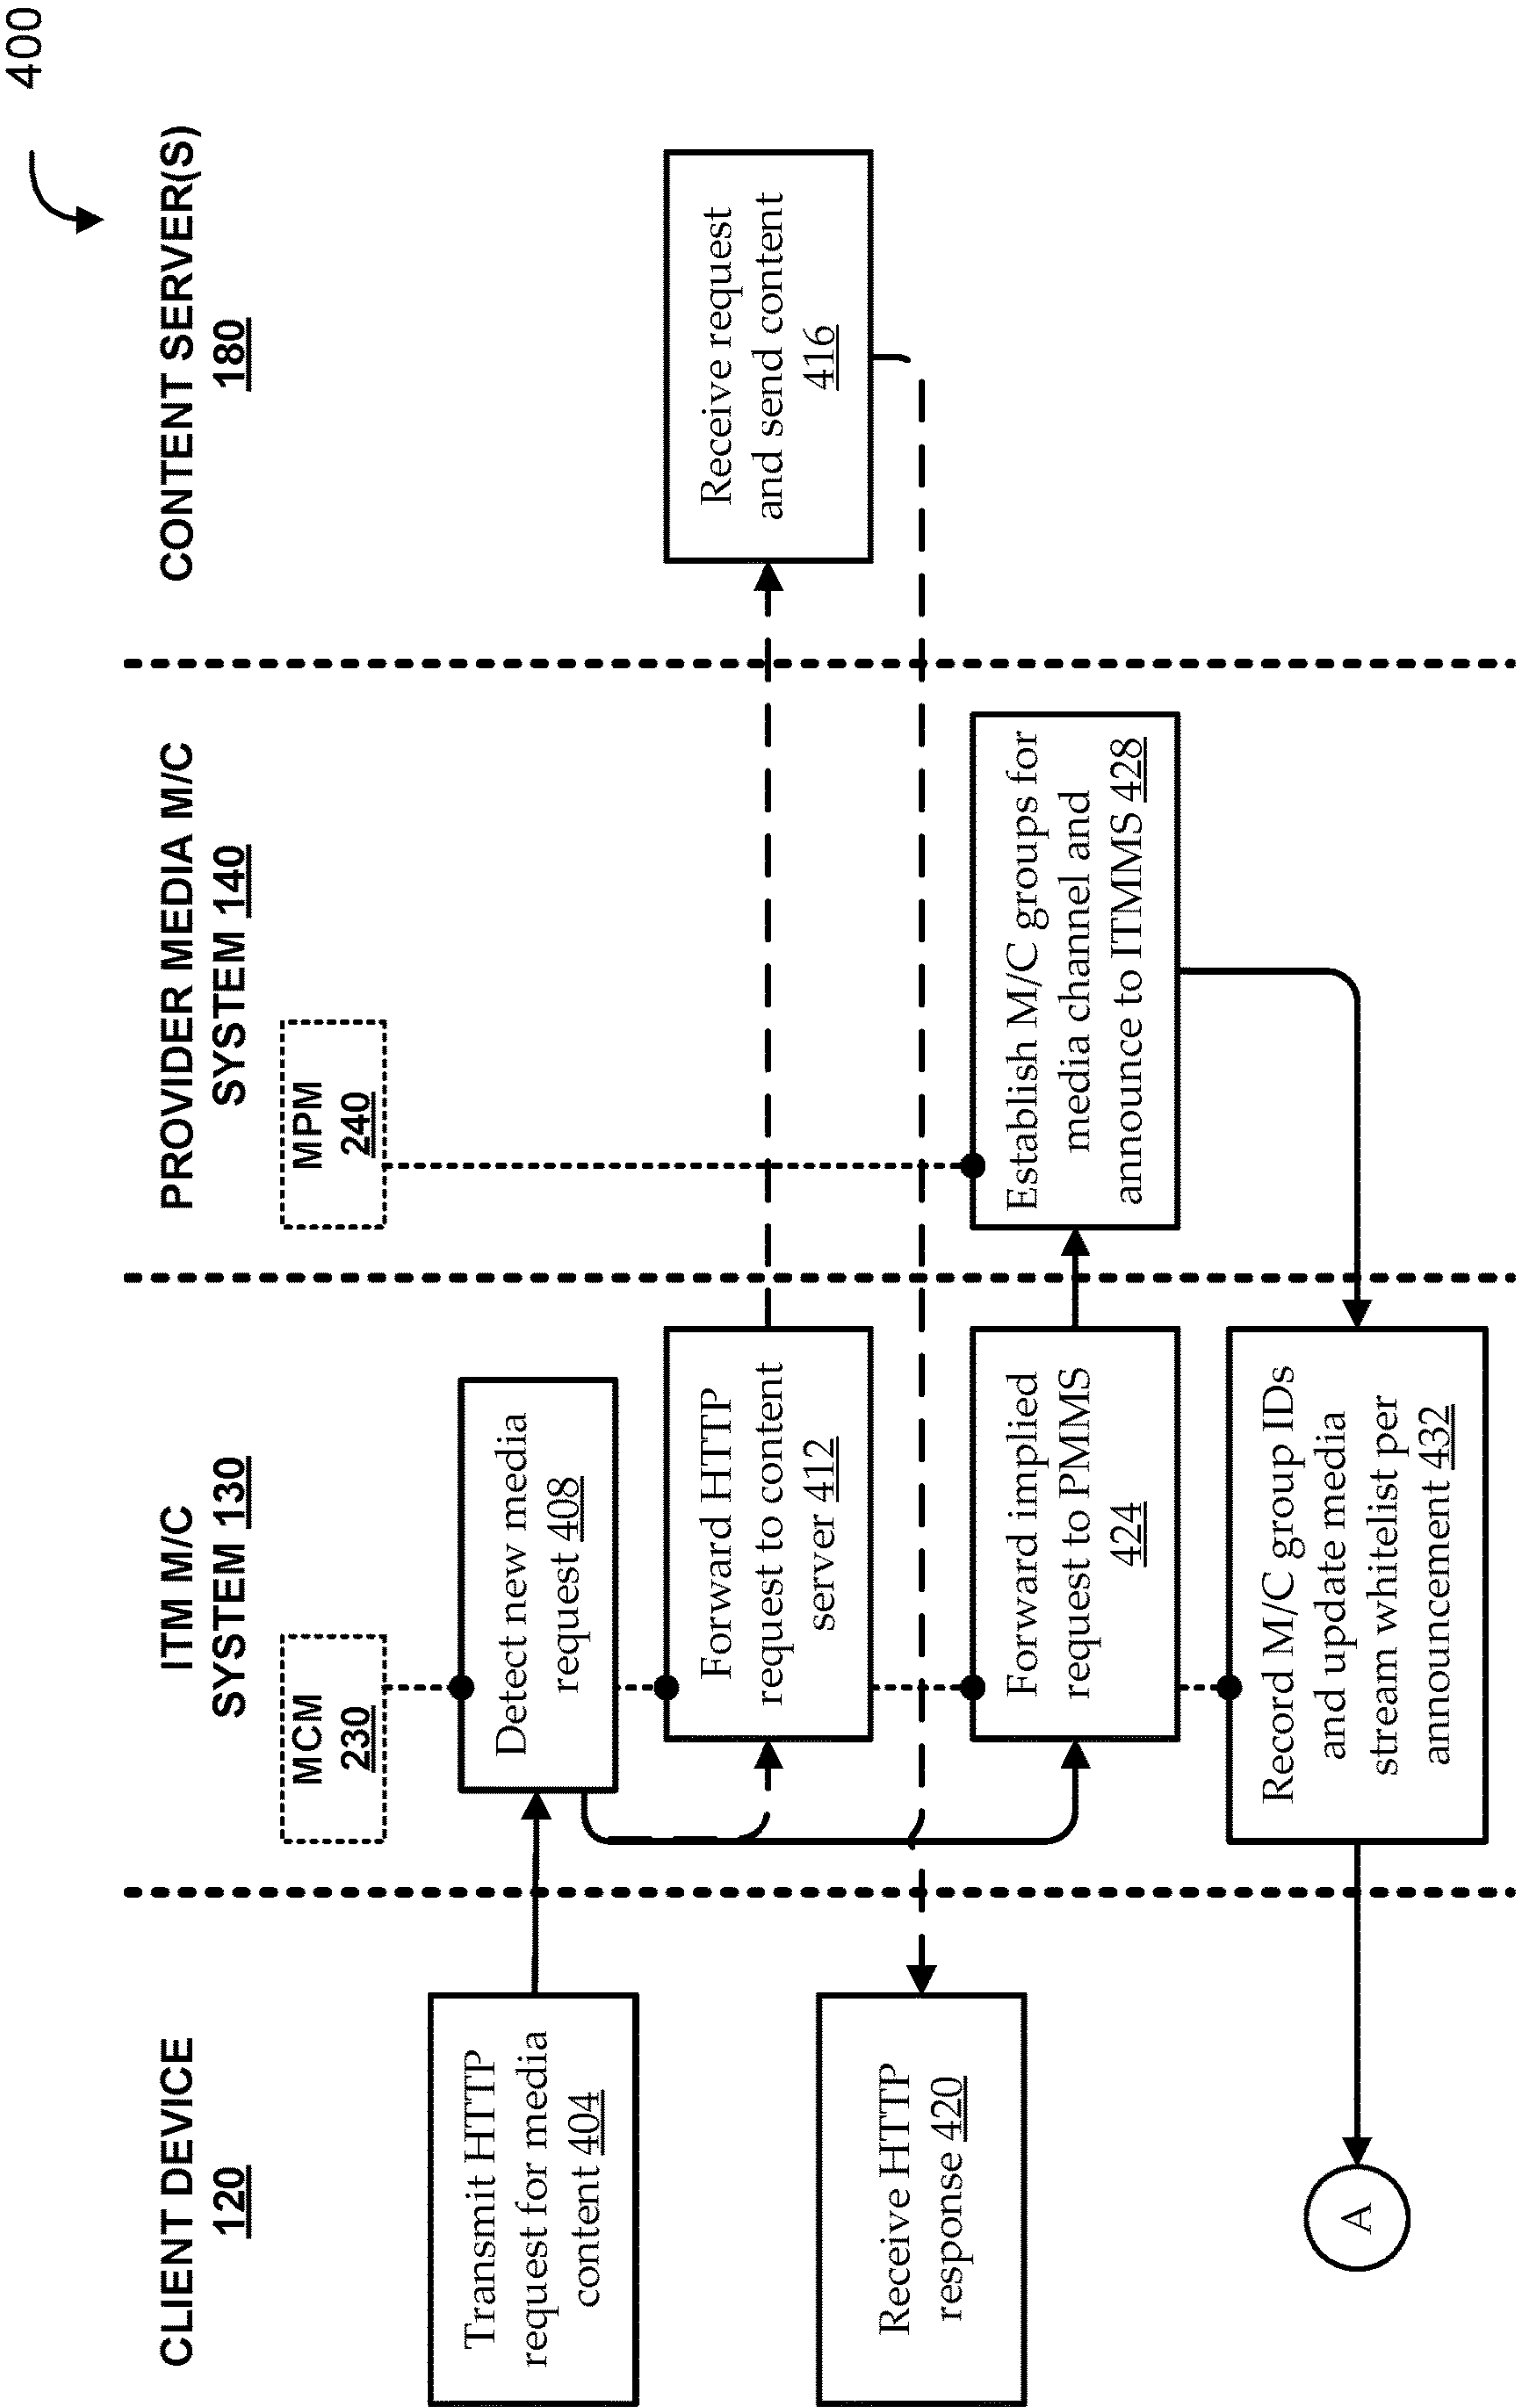 400
CLIENT DEVICE
120
ITM M/C
SYSTEM 130
PROVIDER MEDIA M/C
SYSTEM 140
CONTENT SERVER(S)
180
MCM
230
MPM
240
Transmit HTTP
request for media
content 404
Detect new media
request 408
Forward HTTP
request to content
server 412
Receive request
and send content
416
Receive HTTP
response 420
Forward implied
request to PMMS
424
Establish M/C groups for
media channel and
announce to ITMMS 428
Record M/C group IDs
and update media
stream whitelist per
announcement 432
A